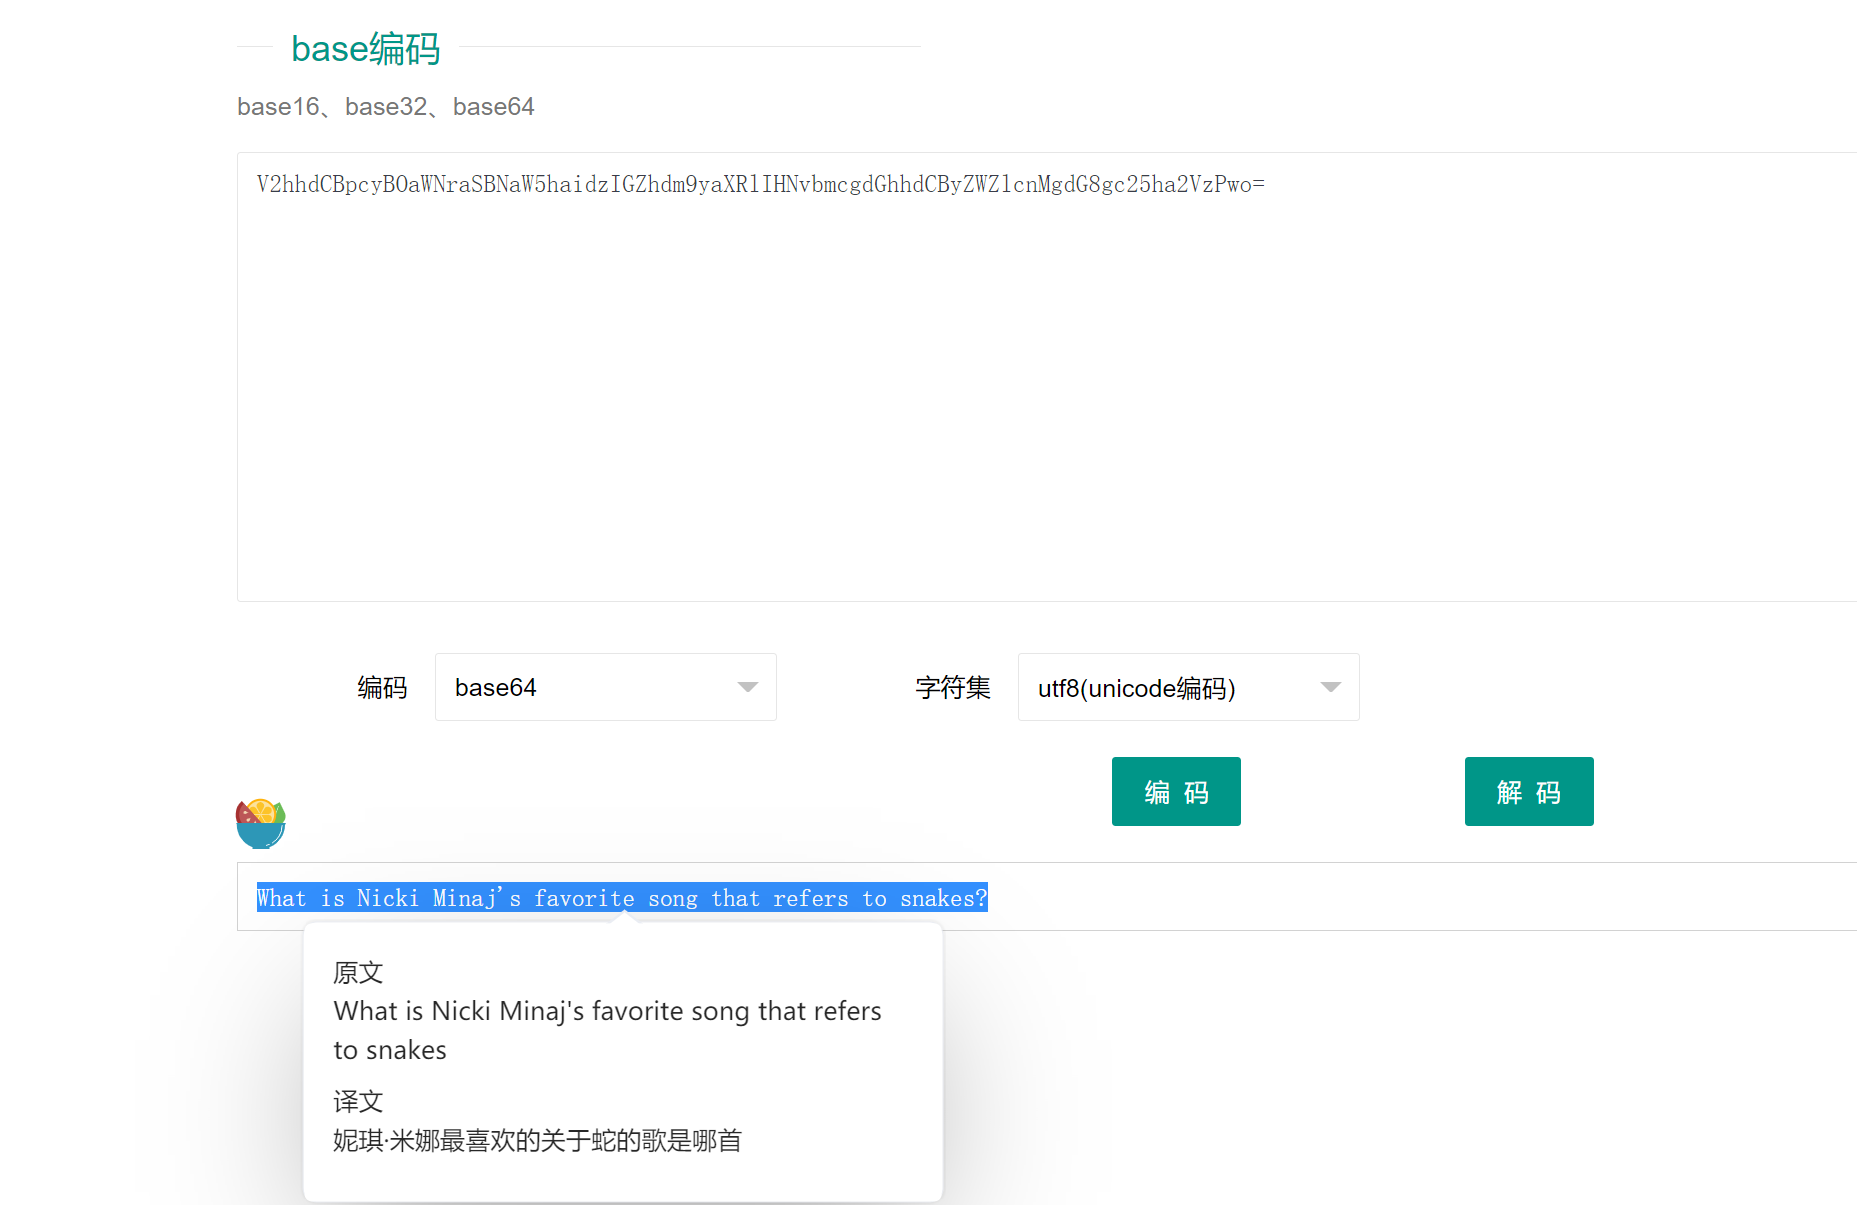 base编码
base16、base32、base64
V2hhdCBpcyBOaWNraSBNaW5haidzIGZhdm9yaXRlIHNvbmcgdGhhdCByZWZlcnMgdG8gc25ha2VzPwo=
编码 base64 字符集 utf8(unicode编码)
编 码 解 码
What is Nicki Minaj's favorite song that refers to snakes?
原文
What is Nicki Minaj's favorite song that refers
to snakes
译文
妮琪·米娜最喜欢的关于蛇的歌是哪首